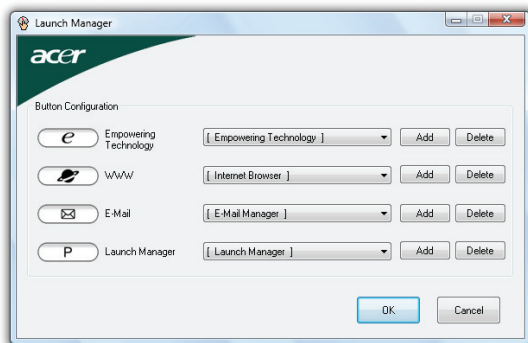 Launch Manager
acer
Button Configuration
e Empowering Technology [ Empowering Technology ] Add Delete
WWW [ Internet Browser ] Add Delete
E-Mail [ E-Mail Manager ] Add Delete
P Launch Manager [ Launch Manager ] Add Delete
OK Cancel